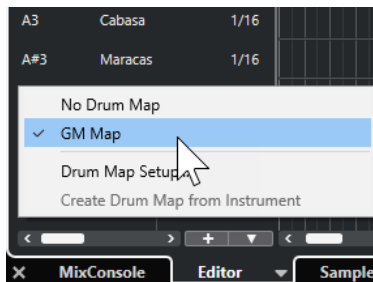 A3 Cabasa 1/16
A#3 Maracas 1/16
No Drum Map
✓ GM Map
Drum Map Setup
Create Drum Map from Instrument
< > + ▼ <
× MixConsole Editor ▼ Sample